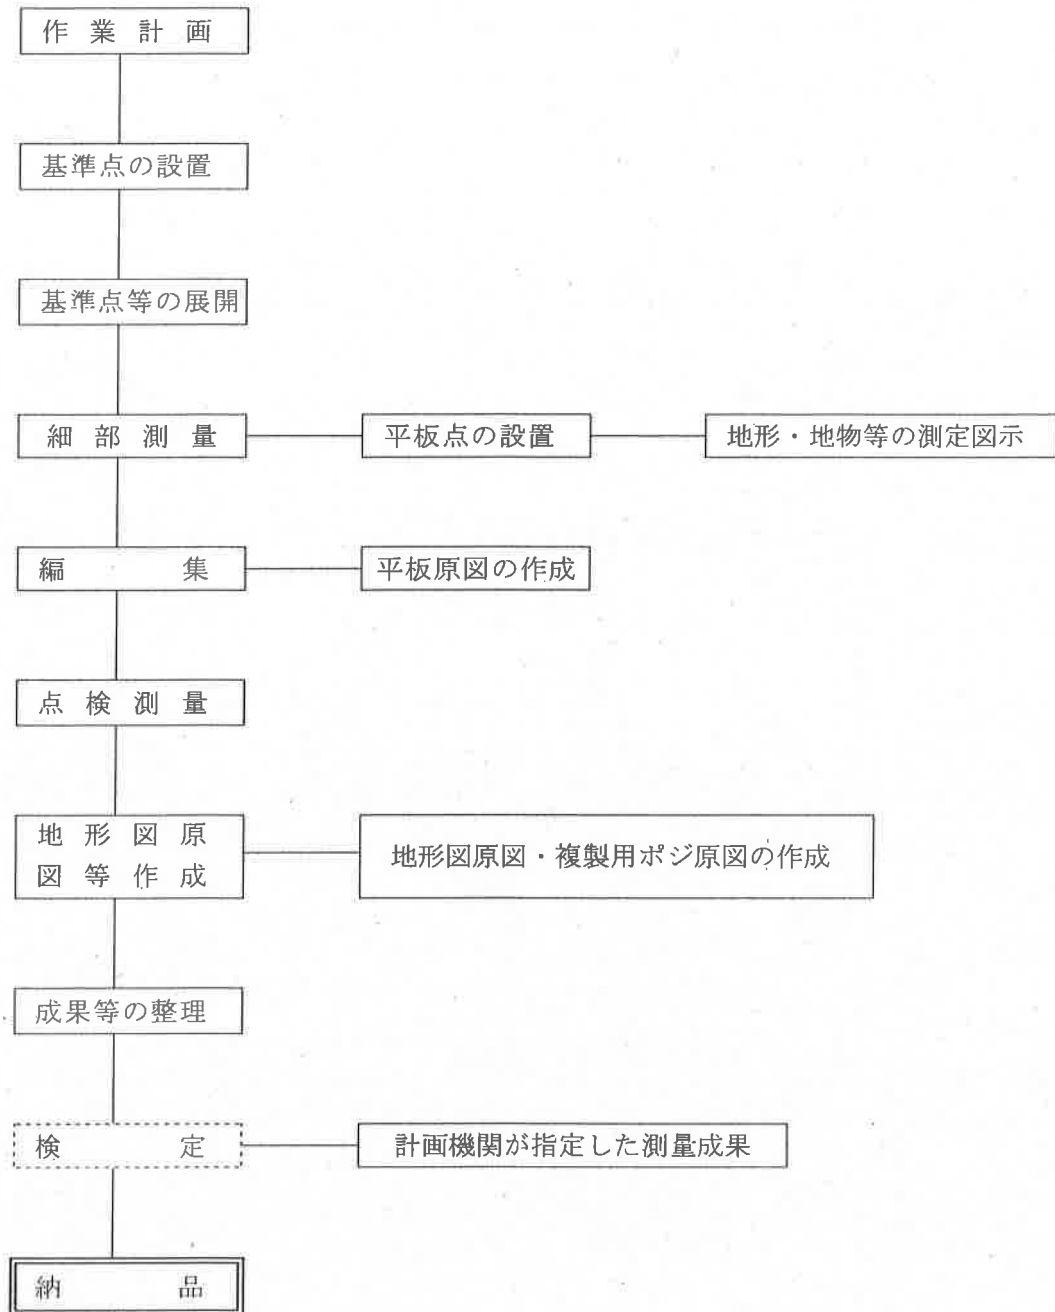 作業計画
基準点の設置
基準点等の展開
細部測量
平板点の設置
地形・地物等の測定図示
編集
平板原図の作成
点検測量
地形図原
図等作成
地形図原図・複製用ポジ原図の作成
成果等の整理
検定
計画機関が指定した測量成果
納品